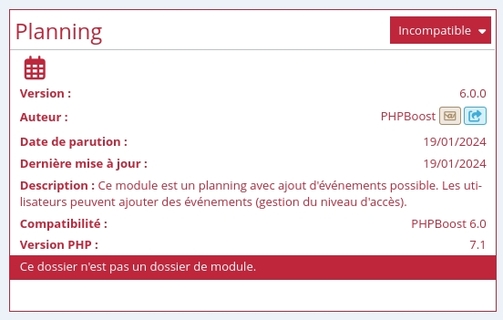 Planning
Incompatible
Version : 6.0.0
Auteur : PHPBoost
Date de parution : 19/01/2024
Dernière mise à jour : 19/01/2024
Description : Ce module est un planning avec ajout d'événements possible. Les uti-
lisateurs peuvent ajouter des événements (gestion du niveau d'accès).
Compatibilité : PHPBoost 6.0
Version PHP : 7.1
Ce dossier n'est pas un dossier de module.